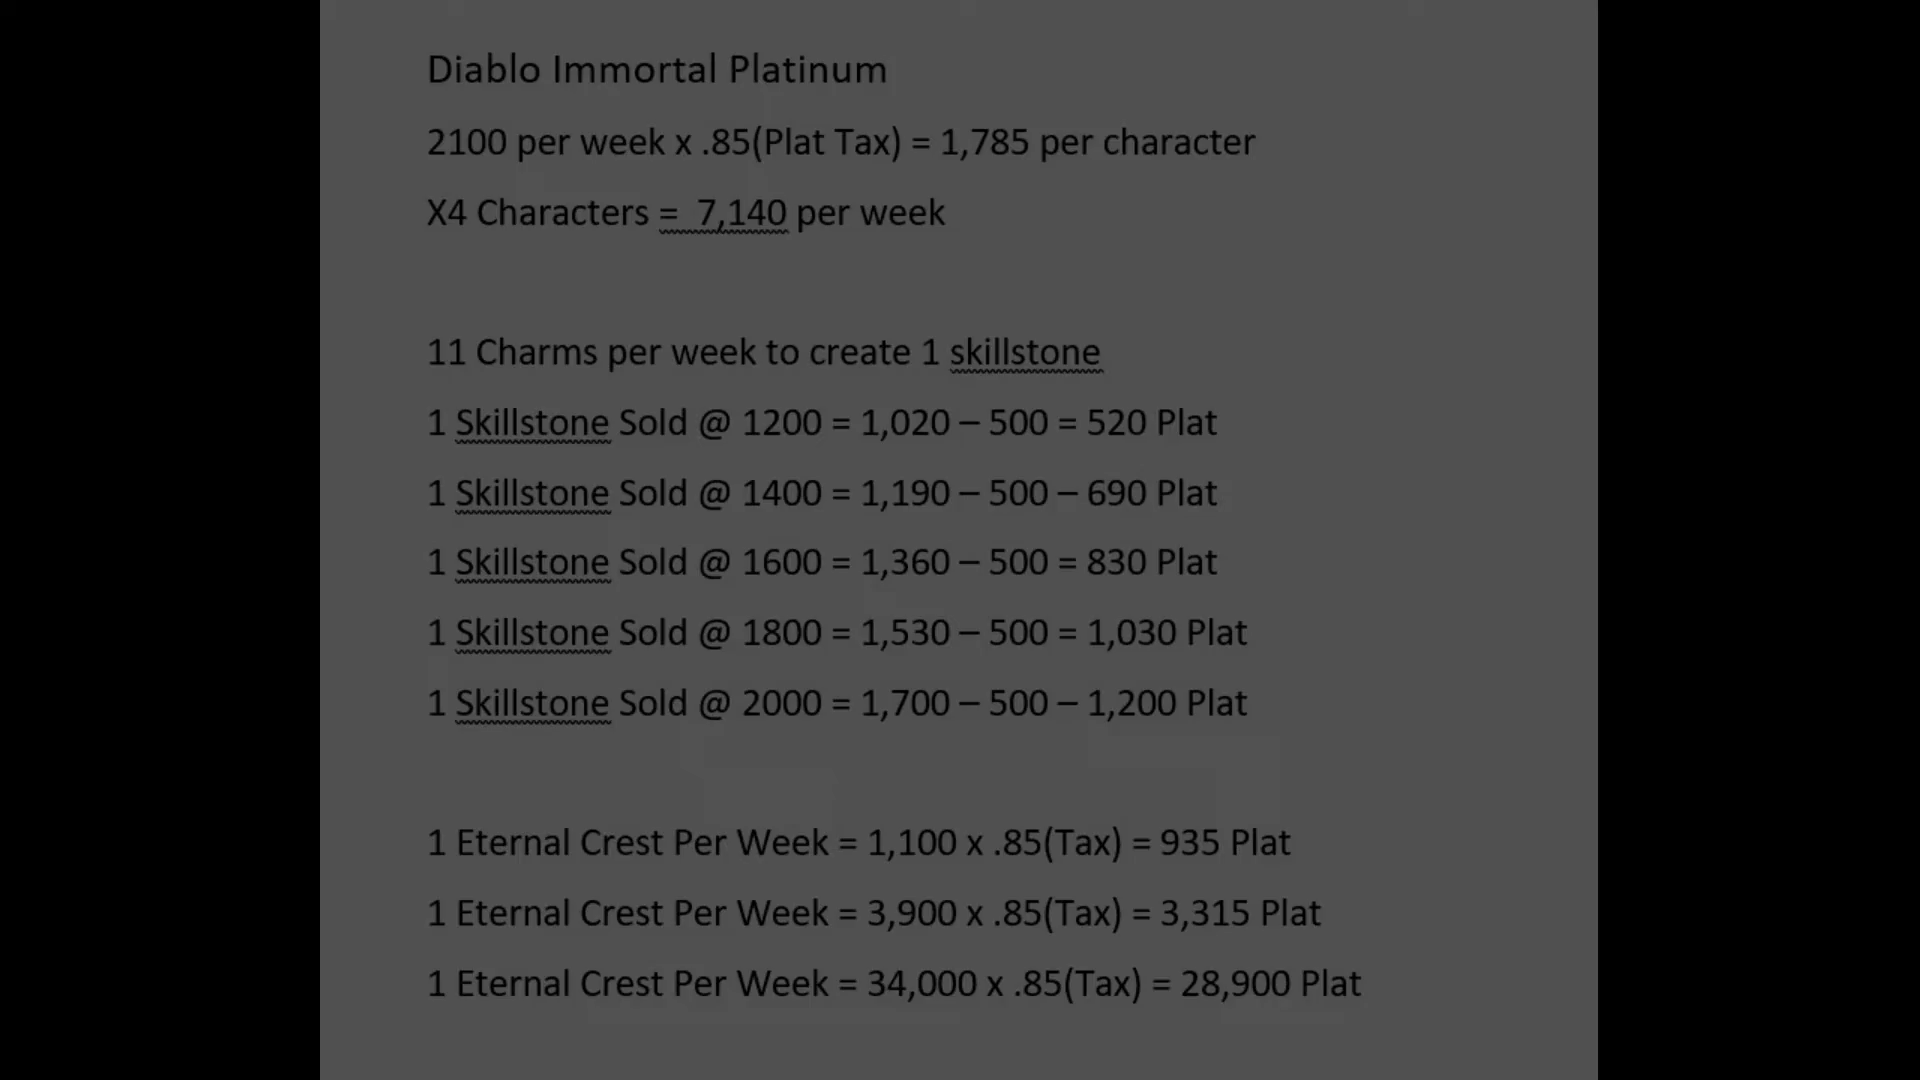 Diablo Immortal Platinum
2100 per week x .85(Plat Tax) = 1,785 per character
X4 Characters =  7,140 per week
11 Charms per week to create 1 skillstone
1 Skillstone Sold @ 1200 = 1,020 – 500 = 520 Plat
1 Skillstone Sold @ 1400 = 1,190 – 500 – 690 Plat
1 Skillstone Sold @ 1600 = 1,360 – 500 = 830 Plat
1 Skillstone Sold @ 1800 = 1,530 – 500 = 1,030 Plat
1 Skillstone Sold @ 2000 = 1,700 – 500 – 1,200 Plat
1 Eternal Crest Per Week = 1,100 x .85(Tax) = 935 Plat
1 Eternal Crest Per Week = 3,900 x .85(Tax) = 3,315 Plat
1 Eternal Crest Per Week = 34,000 x .85(Tax) = 28,900 Plat